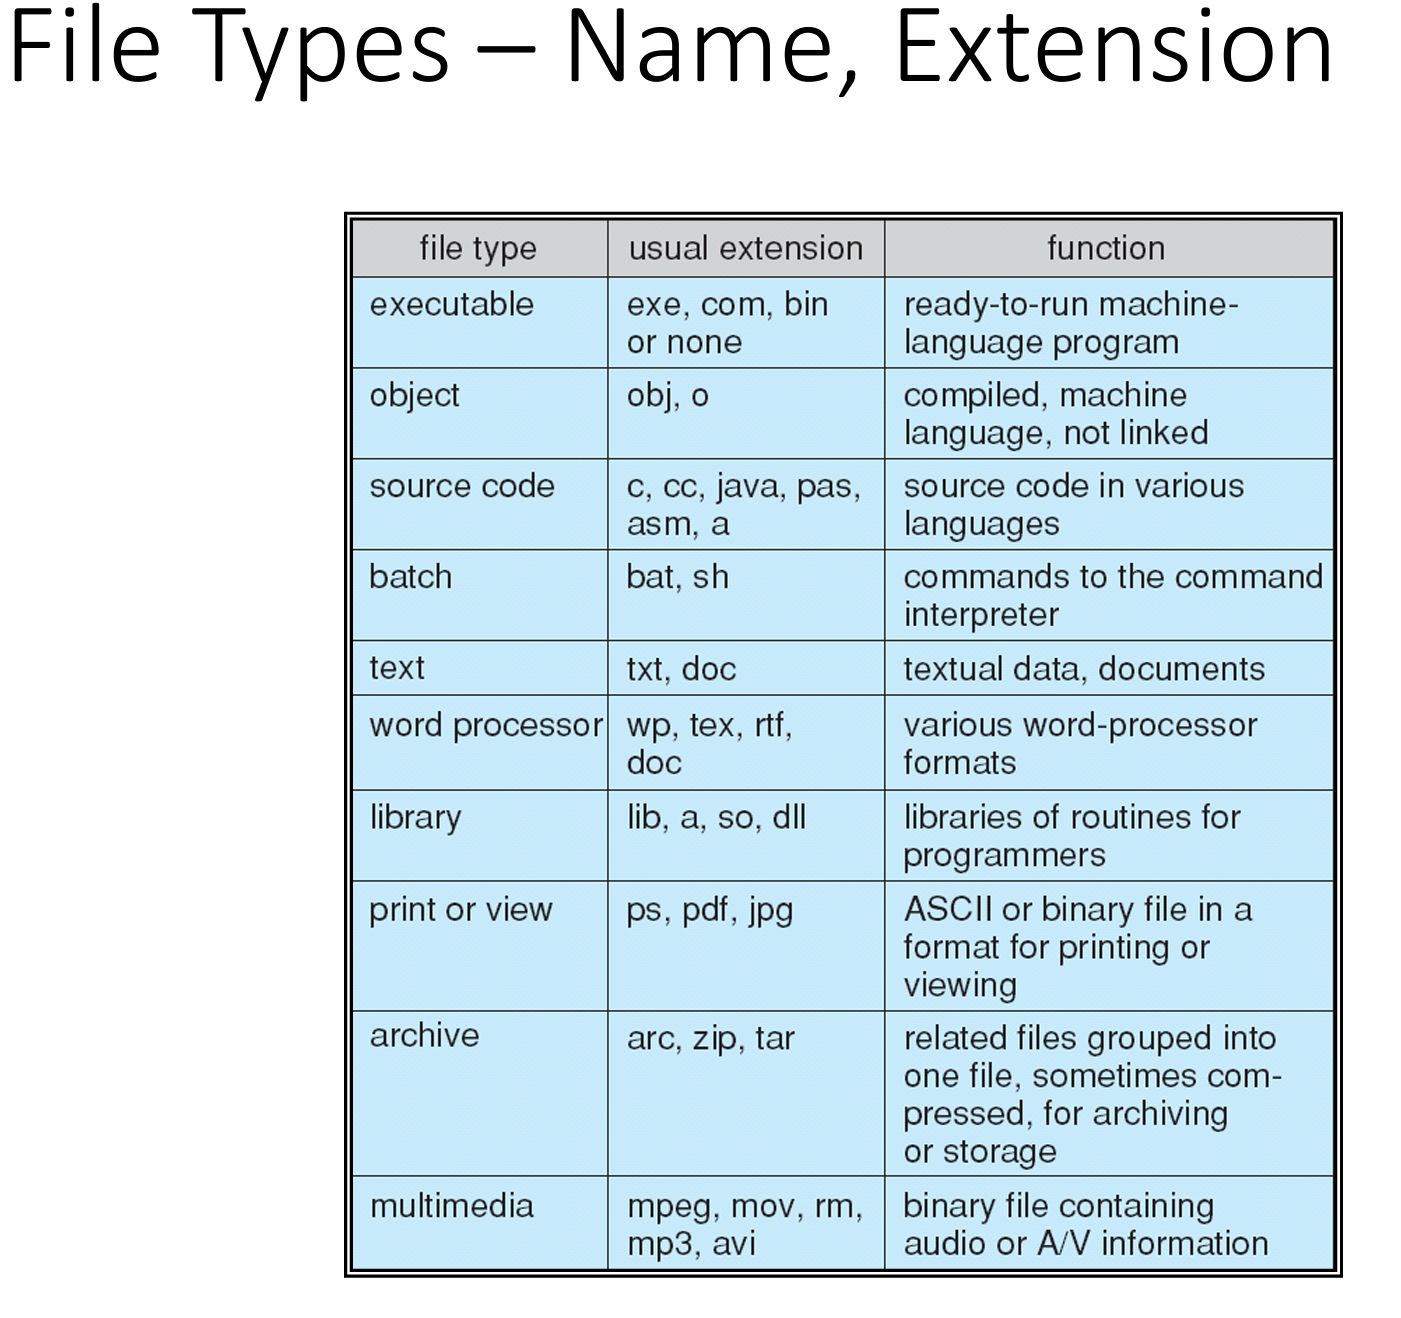 File Types – Name, Extension
file type usual extension function
executable exe, com, bin ready-to-run machine-
or none language program
object obj, o compiled, machine
language, not linked
source code c, cc, java, pas, source code in various
asm, a languages
batch bat, sh commands to the command
interpreter
text txt, doc textual data, documents
word processor wp, tex, rtf, various word-processor
doc formats
library lib, a, so, dll libraries of routines for
programmers
print or view ps, pdf, jpg ASCII or binary file in a
format for printing or
viewing
archive arc, zip, tar related files grouped into
one file, sometimes com-
pressed, for archiving
or storage
multimedia mpeg, mov, rm, binary file containing
mp3, avi audio or A/V information